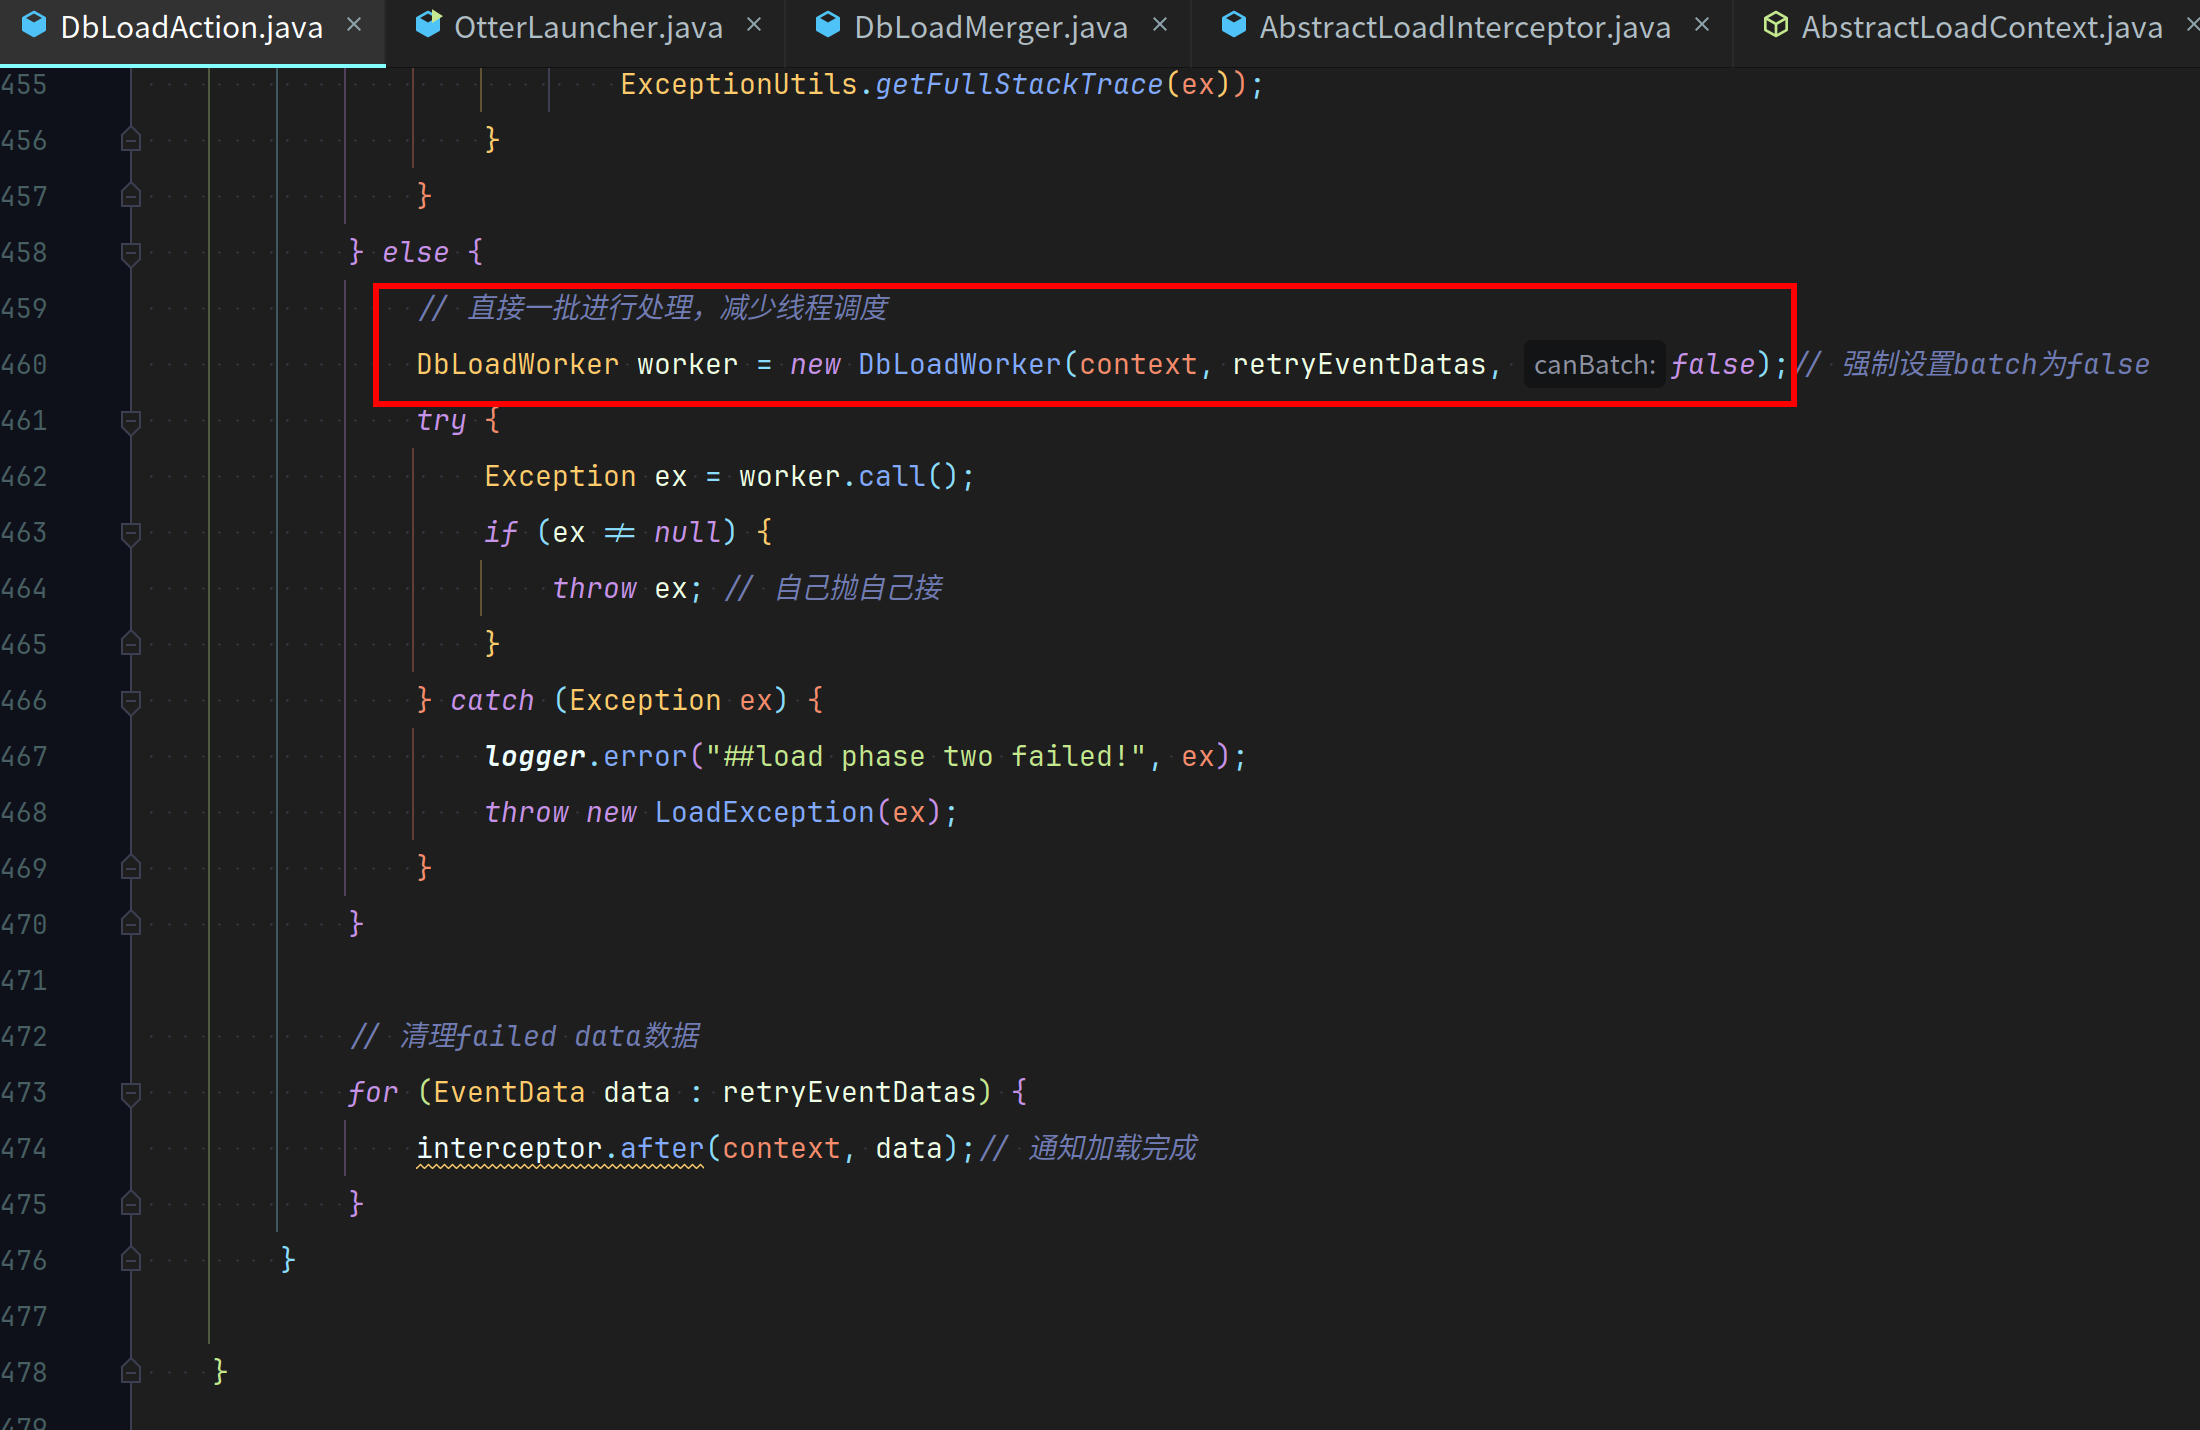 DbLoadAction.java × OtterLauncher.java × DbLoadMerger.java × AbstractLoadInterceptor.java × AbstractLoadContext.java ×
455 ExceptionUtils.getFullStackTrace(ex));
456 }
457 }
458 } else {
459 // 直接一批进行处理，减少线程调度
460 DbLoadWorker worker = new DbLoadWorker(context, retryEventDatas, canBatch: false);// 强制设置batch为false
461 try {
462 Exception ex = worker.call();
463 if (ex != null) {
464 throw ex; // 自己抛自己接
465 }
466 } catch (Exception ex) {
467 logger.error("##load phase two failed!", ex);
468 throw new LoadException(ex);
469 }
470 }
471
472 // 清理failed data数据
473 for (EventData data : retryEventDatas) {
474 interceptor.after(context, data);// 通知加载完成
475 }
476 }
477
478 }
479